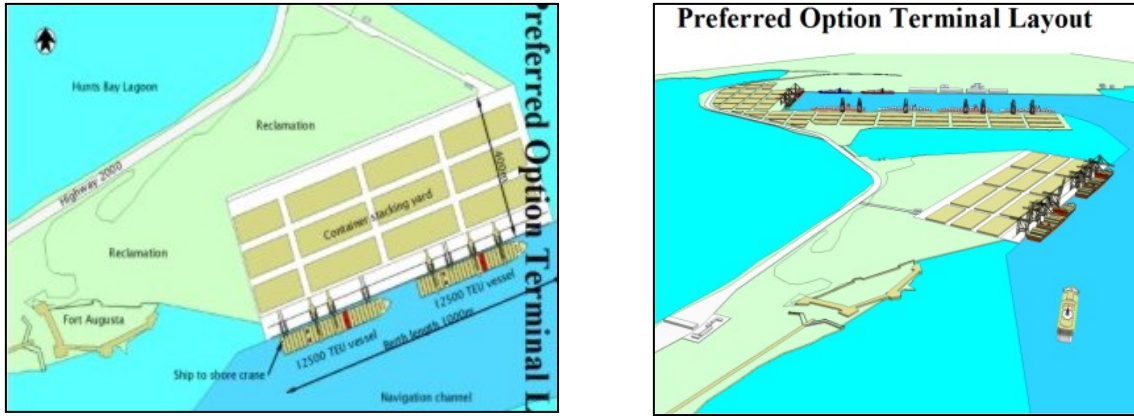 Hunts Bay Lagoon
Reclamation
Highway 2000
400m
Container stacking yard
Reclamation
Fort Augusta
12500 TEU vessel
12500 TEU vessel
Berth length 1000m
Ship to shore crane
Navigation channel
Preferred Option Terminal L
Preferred Option Terminal Layout